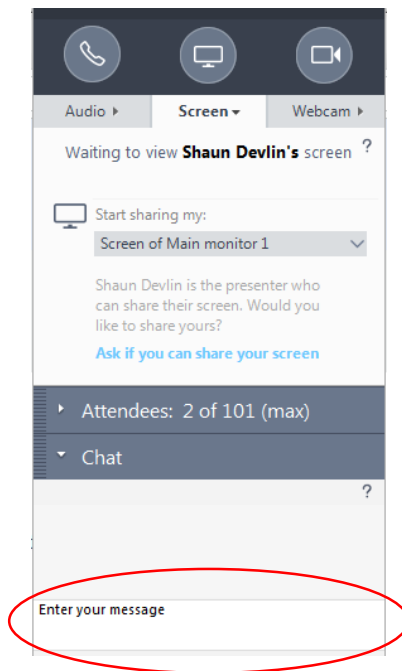 Audio Screen Webcam
Waiting to view Shaun Devlin's screen ?
Start sharing my:
Screen of Main monitor 1
Shaun Devlin is the presenter who
can share their screen. Would you
like to share yours?
Ask if you can share your screen
Attendees: 2 of 101 (max)
Chat
?
Enter your message